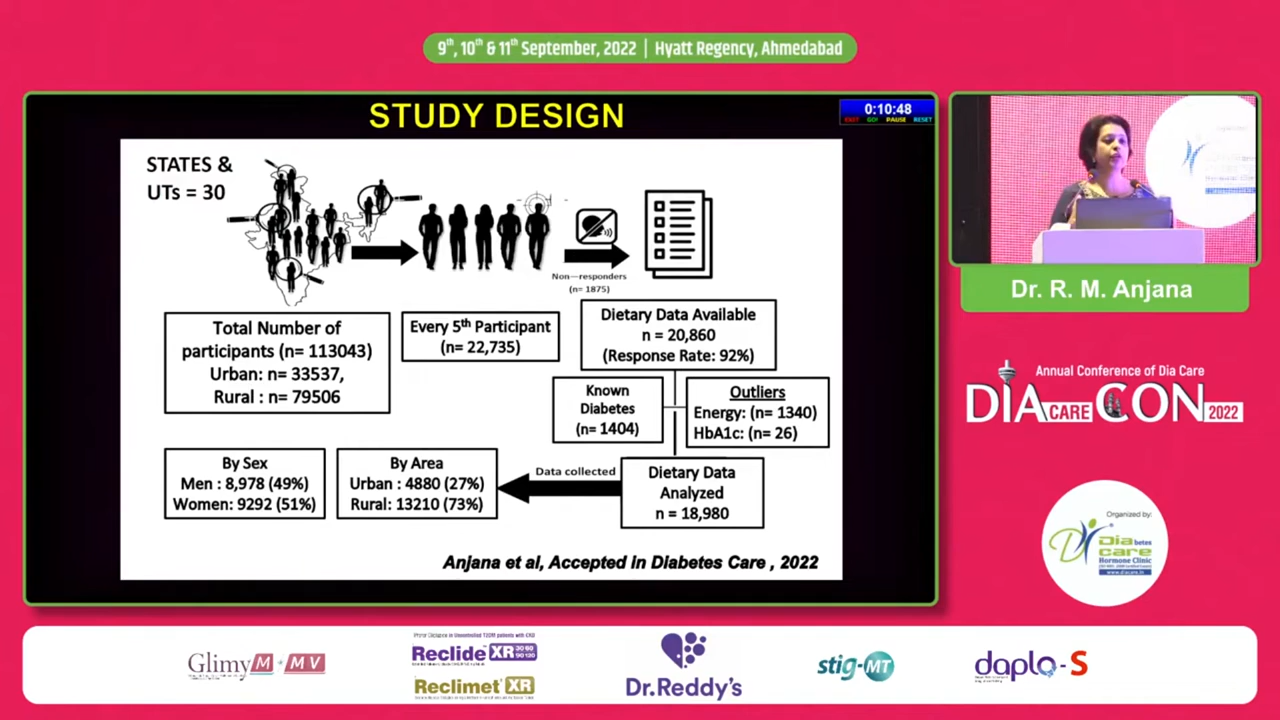 9th, 10th & 11th September, 2022 | Hyatt Regency, Ahmedabad
STUDY DESIGN
0:10:48
EXIT GO! PAUSE RESET
STATES &
UTs = 30
Non—responders
(n= 1875)
Total Number of
participants (n= 113043)
Urban: n= 33537,
Rural : n= 79506
Every 5th Participant
(n= 22,735)
Dietary Data Available
n = 20,860
(Response Rate: 92%)
Known
Diabetes
(n= 1404)
Outliers
Energy: (n= 1340)
HbA1c: (n= 26)
By Sex
Men : 8,978 (49%)
Women: 9292 (51%)
By Area
Urban : 4880 (27%)
Rural: 13210 (73%)
Data collected
Dietary Data
Analyzed
n = 18,980
Anjana et al, Accepted in Diabetes Care , 2022
Dr. R. M. Anjana
Annual Conference of Dia Care
DIA CARE CON 2022
Organized by:
Diabetes
care
Hormone Clinic
www.diacare.in
Glimy M - MV
Reclide XR 30 60 90 120
Reclimet XR
Dr.Reddy's
stig-MT
daplo-S